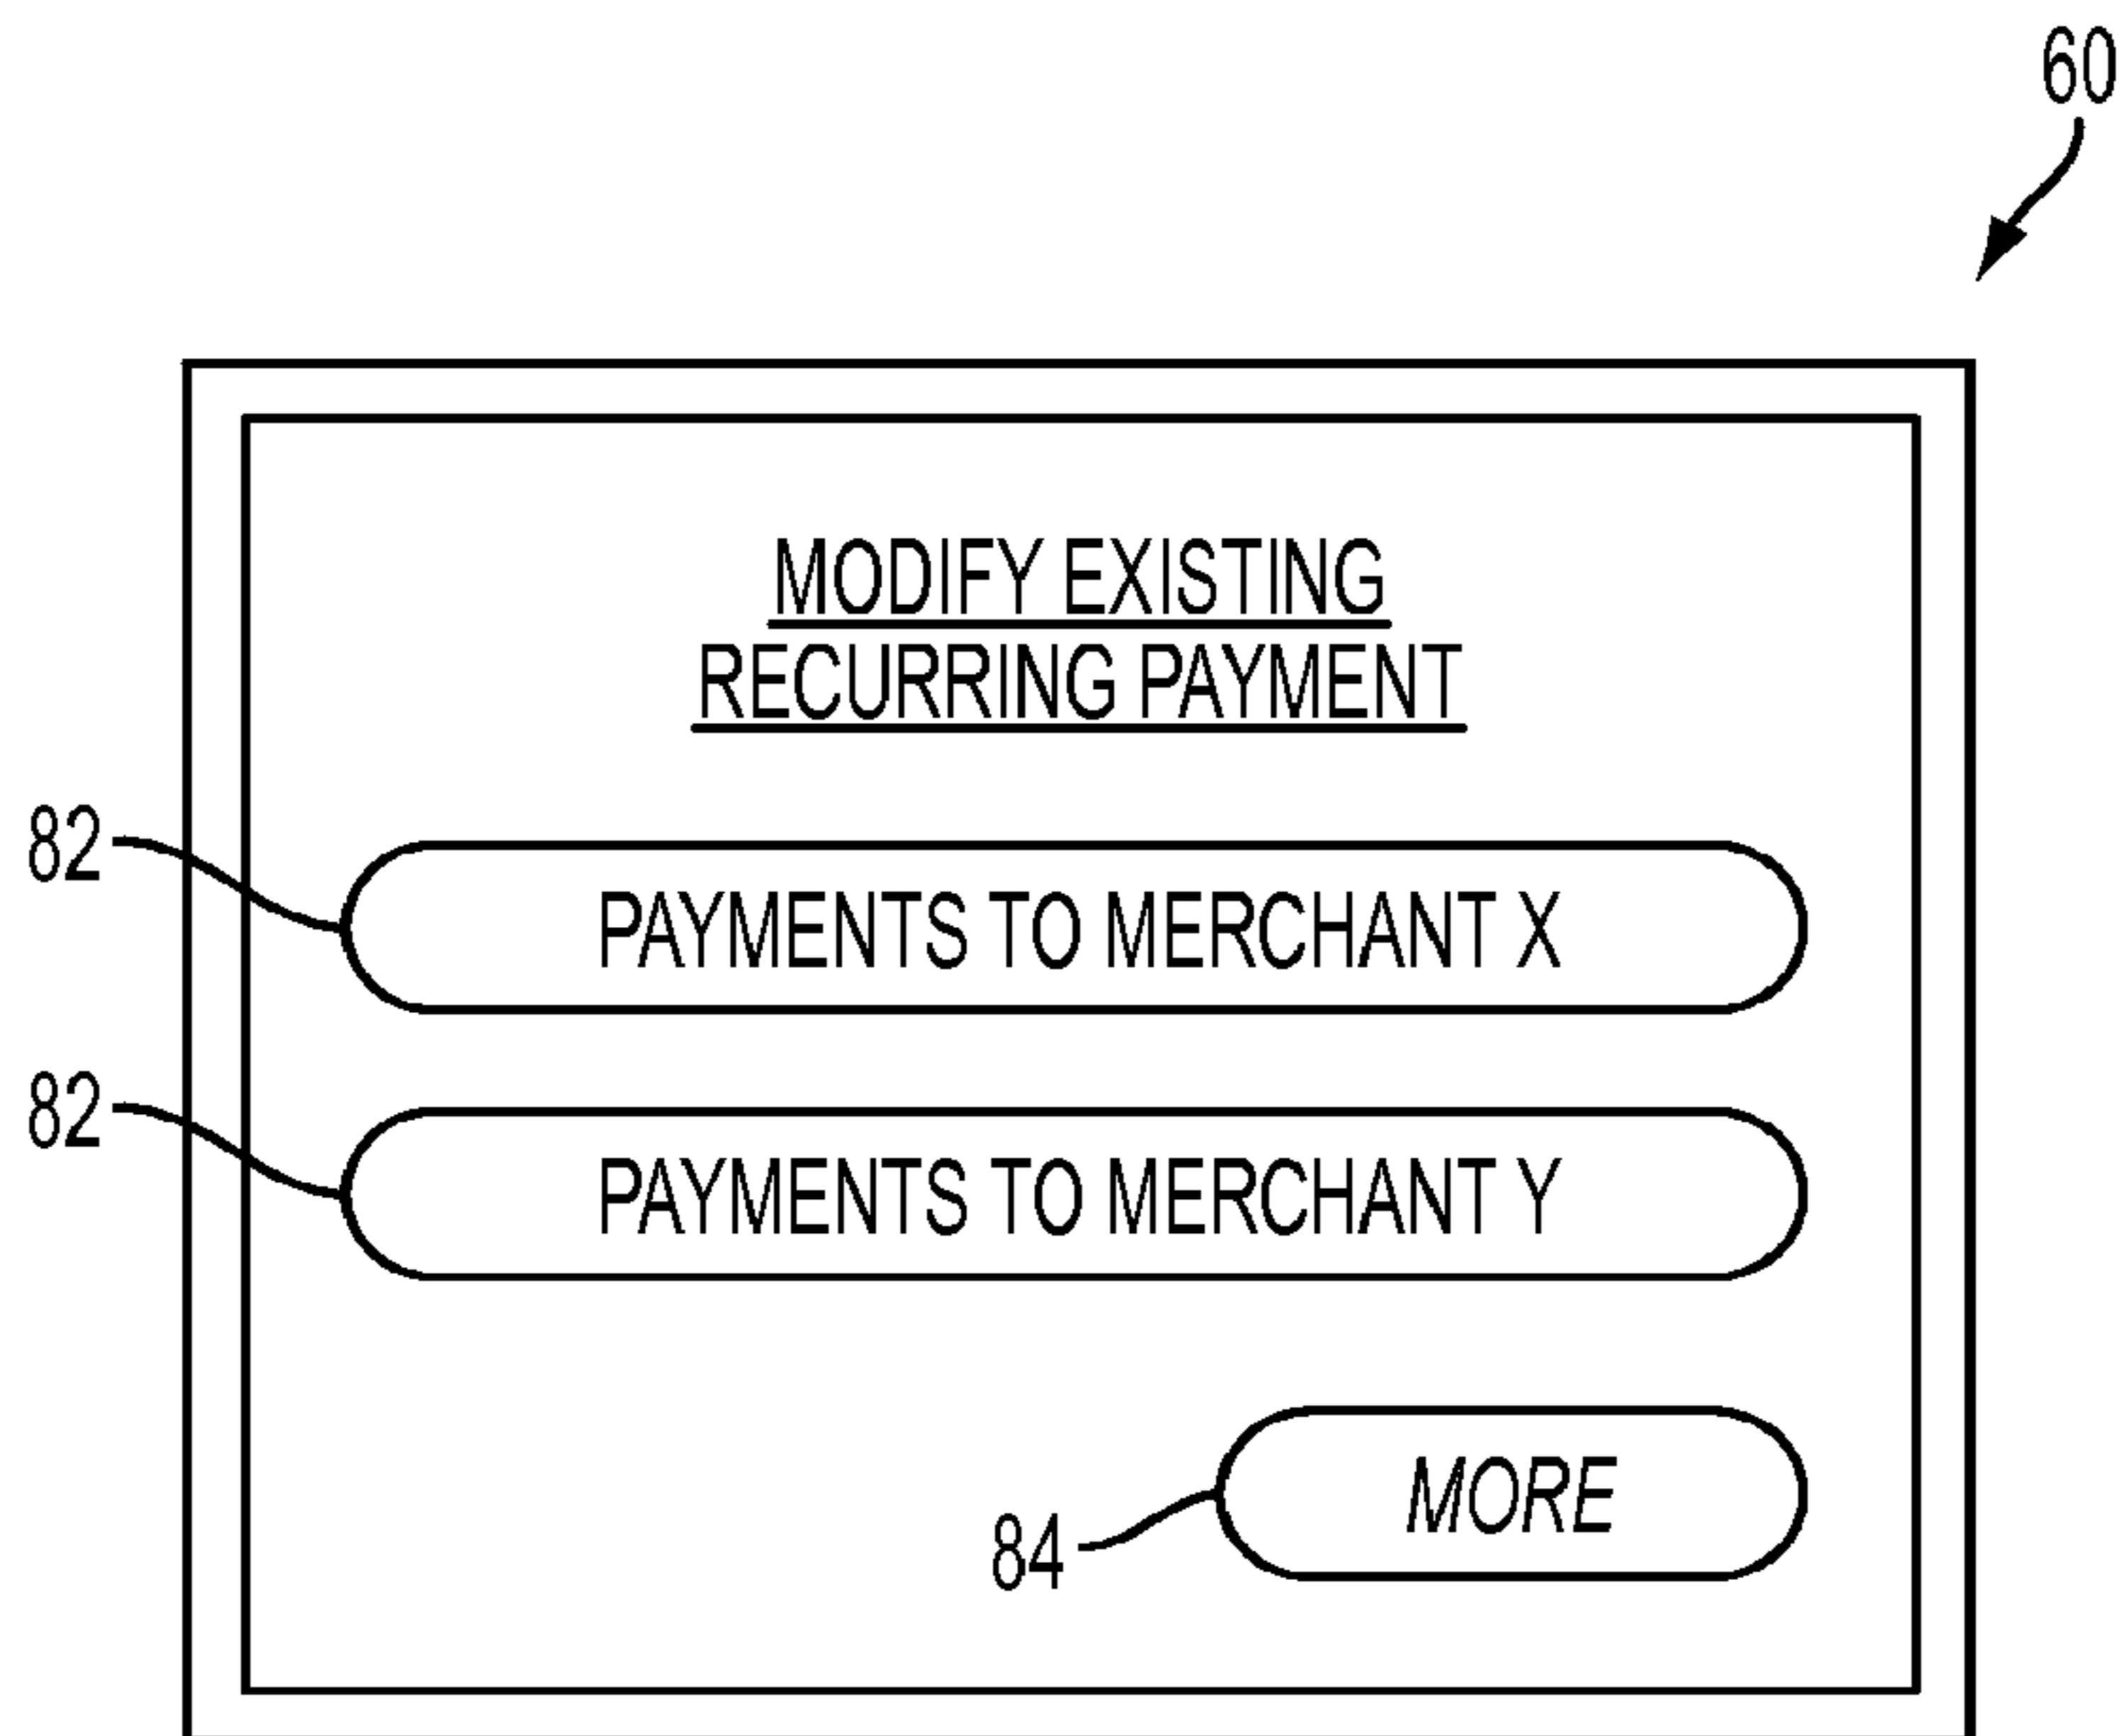 60
MODIFY EXISTING
RECURRING PAYMENT
82
PAYMENTS TO MERCHANT X
82
PAYMENTS TO MERCHANT Y
MORE
84